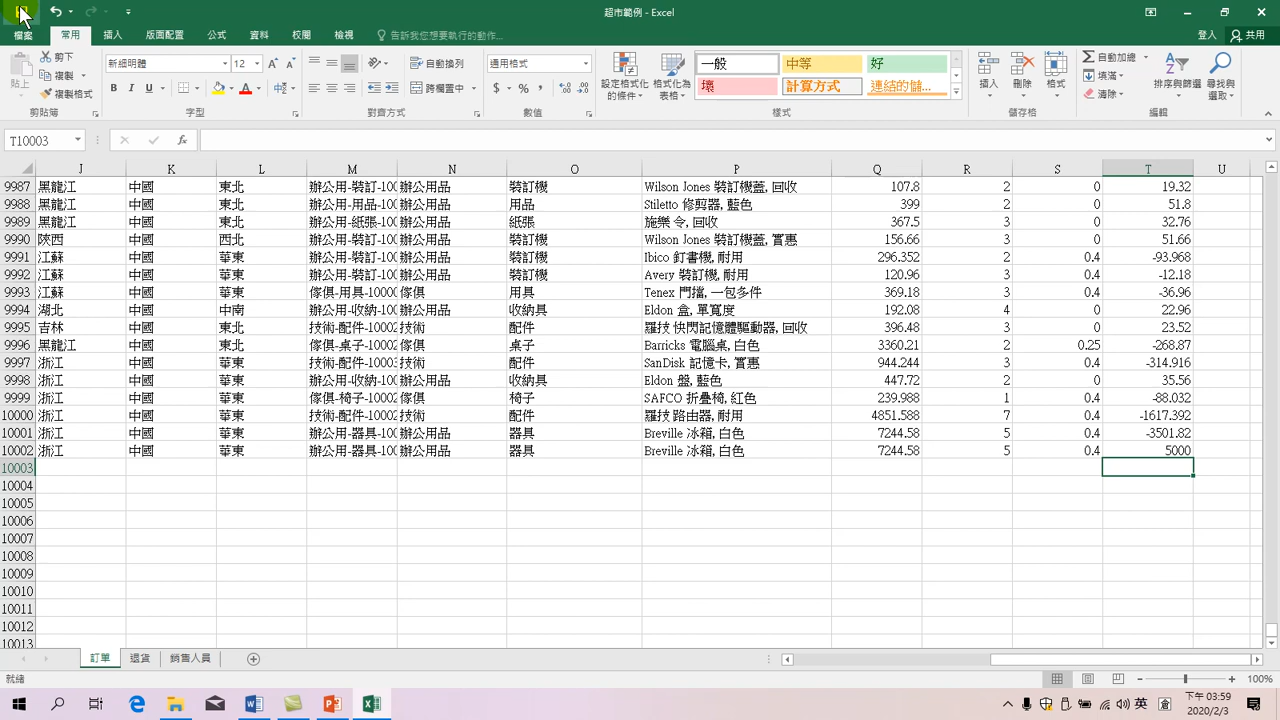 超市範例 - Excel
檔案 常用 插入 版面配置 公式 資料 校閱 檢視 告訴我您想要執行的動作... 登入 共用
貼上 剪下 複製 複製格式 剪貼簿
新細明體 12 A A B I U A 字型
自動換列 跨欄置中 對齊方式
通用格式 $ % , 數值
設定格式化的條件 格式化為表格 一般 中等 好 壞 計算方式 連結的儲... 樣式
插入 刪除 格式 儲存格
自動加總 填滿 清除 排序與篩選 尋找與選取 編輯
T10003 fx
J K L M N O P Q R S T U
9987 黑龍江 中國 東北 辦公用-裝訂-100 辦公用品 裝訂機 Wilson Jones 裝訂機蓋, 回收 107.8 2 0 19.32
9988 黑龍江 中國 東北 辦公用-用品-100 辦公用品 用品 Stiletto 修剪器, 藍色 399 2 0 51.8
9989 黑龍江 中國 東北 辦公用-紙張-100 辦公用品 紙張 施樂 令, 回收 367.5 3 0 32.76
9990 陝西 中國 西北 辦公用-裝訂-100 辦公用品 裝訂機 Wilson Jones 裝訂機蓋, 實惠 156.66 3 0 51.66
9991 江蘇 中國 華東 辦公用-裝訂-100 辦公用品 裝訂機 Ibico 訂書機, 耐用 296.352 2 0.4 -93.968
9992 江蘇 中國 華東 辦公用-裝訂-100 辦公用品 裝訂機 Avery 裝訂機, 耐用 120.96 3 0.4 -12.18
9993 江蘇 中國 華東 傢俱-用具-10000 傢俱 用具 Tenex 門擋, 一包多件 369.18 3 0.4 -36.96
9994 湖北 中國 中南 辦公用-收納-100 辦公用品 收納具 Eldon 盒, 單寬度 192.08 4 0 22.96
9995 吉林 中國 東北 技術-配件-10002 技術 配件 羅技 快閃記憶體驅動器, 回收 396.48 3 0 23.52
9996 黑龍江 中國 東北 傢俱-桌子-10002 傢俱 桌子 Barricks 電腦桌, 白色 3360.21 2 0.25 -268.87
9997 浙江 中國 華東 技術-配件-10003 技術 配件 SanDisk 記憶卡, 實惠 944.244 3 0.4 -314.916
9998 浙江 中國 華東 辦公用-收納-100 辦公用品 收納具 Eldon 盤, 藍色 447.72 2 0 35.56
9999 浙江 中國 華東 傢俱-椅子-10002 傢俱 椅子 SAFCO 折疊椅, 紅色 239.988 1 0.4 -88.032
10000 浙江 中國 華東 技術-配件-10002 技術 配件 羅技 路由器, 耐用 4851.588 7 0.4 -1617.392
10001 浙江 中國 華東 辦公用-器具-100 辦公用品 器具 Breville 冰箱, 白色 7244.58 5 0.4 -3501.82
10002 浙江 中國 華東 辦公用-器具-100 辦公用品 器具 Breville 冰箱, 白色 7244.58 5 0.4 5000
10003
10004
10005
10006
10007
10008
10009
10010
10011
10012
10013
訂單 退貨 銷售人員
就緒 100%
英 下午 03:59
2020/2/3